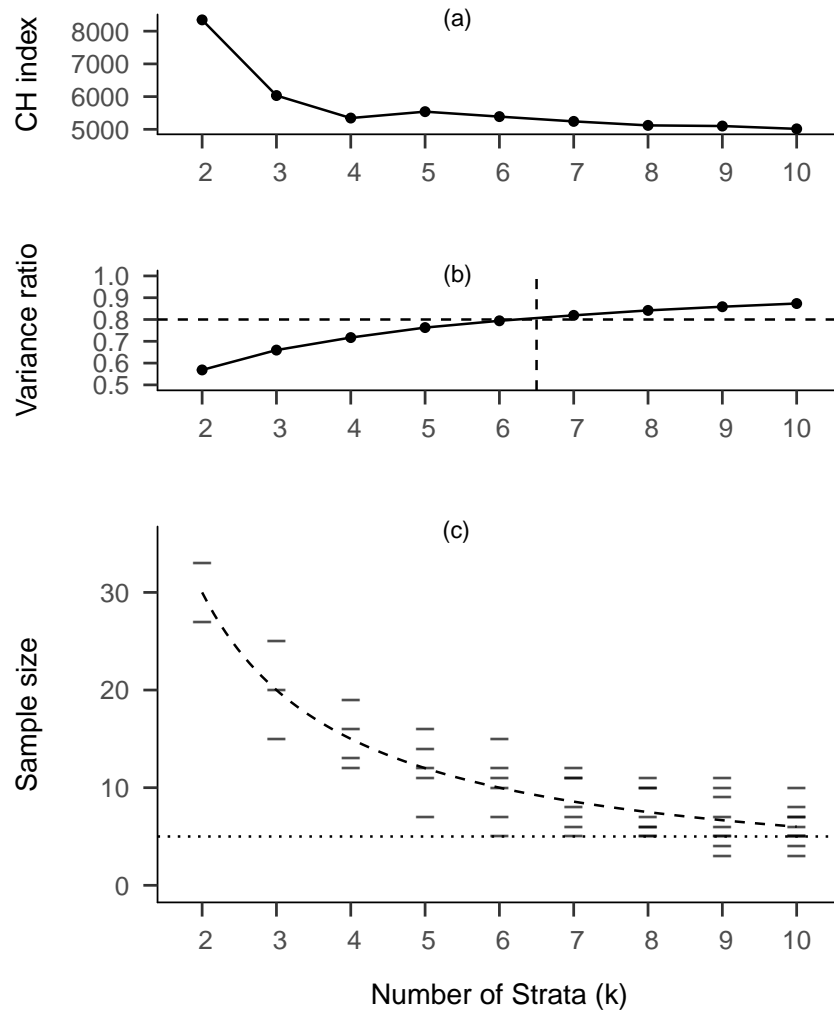 (a)
CH index
8000
7000
6000
5000
2 3 4 5 6 7 8 9 10
(b)
Variance ratio
1.0
0.9
0.8
0.7
0.6
0.5
2 3 4 5 6 7 8 9 10
(c)
Sample size
30
20
10
0
2 3 4 5 6 7 8 9 10
Number of Strata (k)